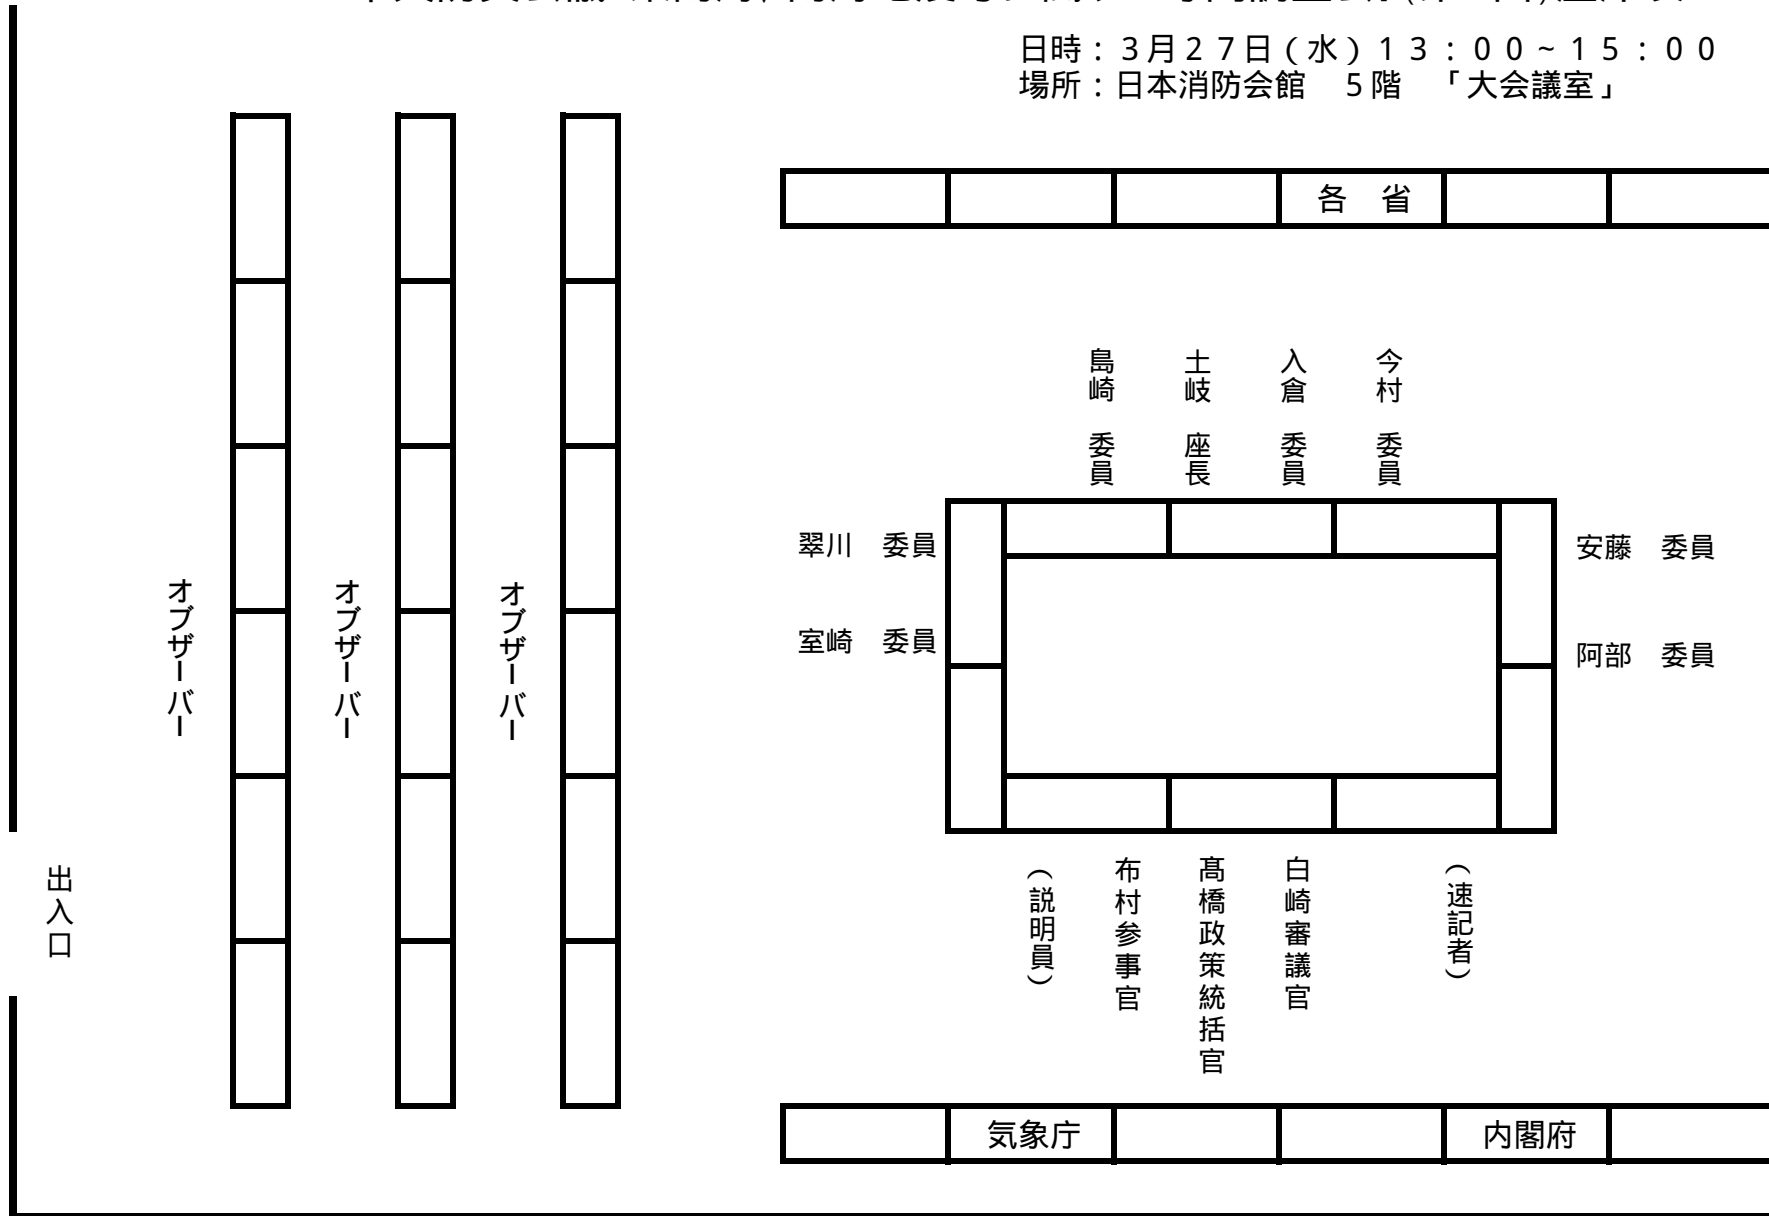 日時：3月27日（水）13：00～15：00
場所：日本消防会館　5階　「大会議室」
各　省
島崎　委員
土岐　座長
入倉　委員
今村　委員
翠川　委員
室崎　委員
安藤　委員
阿部　委員
オブザーバー
オブザーバー
オブザーバー
出入口
（説明員）
布村参事官
髙橋政策統括官
白崎審議官
（速記者）
気象庁
内閣府